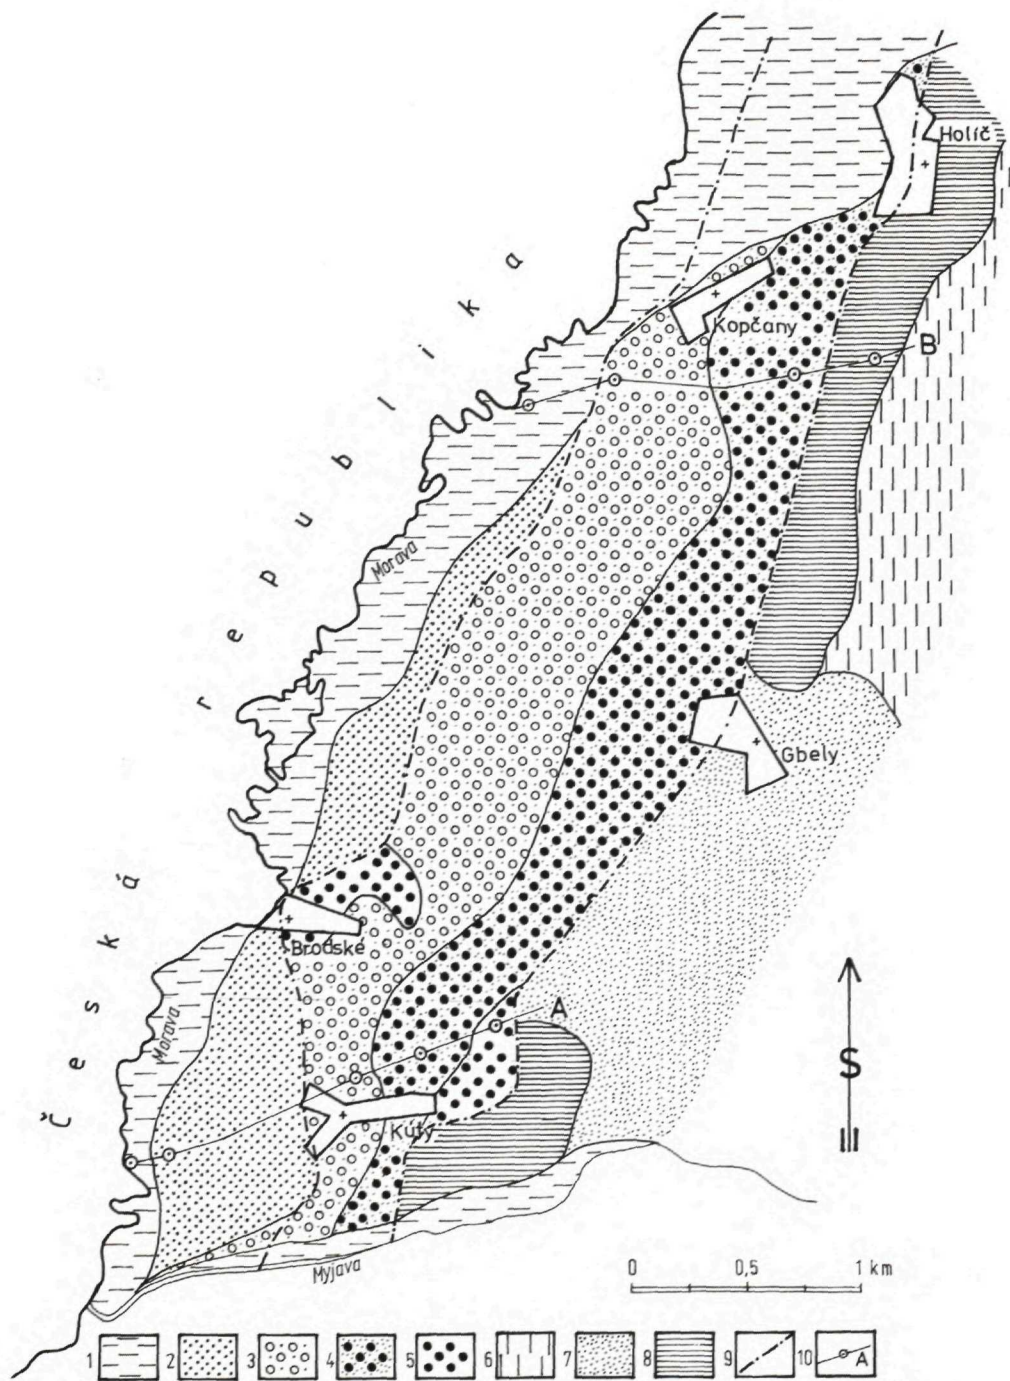 Holíč
Kopčany
B
Česká republika
Morava
Gbely
Brodské
Morava
A
S
Kúty
Myjava
0 0,5 1 km
1 2 3 4 5 6 7 8 9 10 A